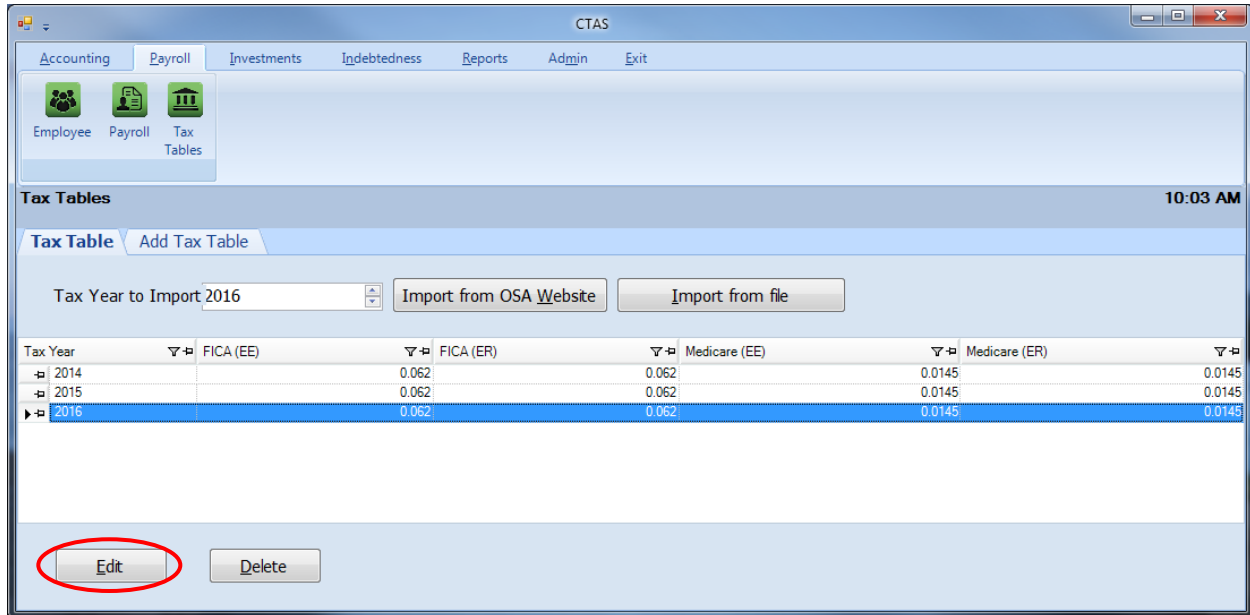 CTAS
Accounting Payroll Investments Indebtedness Reports Admin Exit
Employee Payroll Tax Tables
Tax Tables 10:03 AM
Tax Table Add Tax Table
Tax Year to Import 2016 Import from OSA Website Import from file
Tax Year FICA (EE) FICA (ER) Medicare (EE) Medicare (ER)
2014 0.062 0.062 0.0145 0.0145
2015 0.062 0.062 0.0145 0.0145
2016 0.062 0.062 0.0145 0.0145
Edit Delete